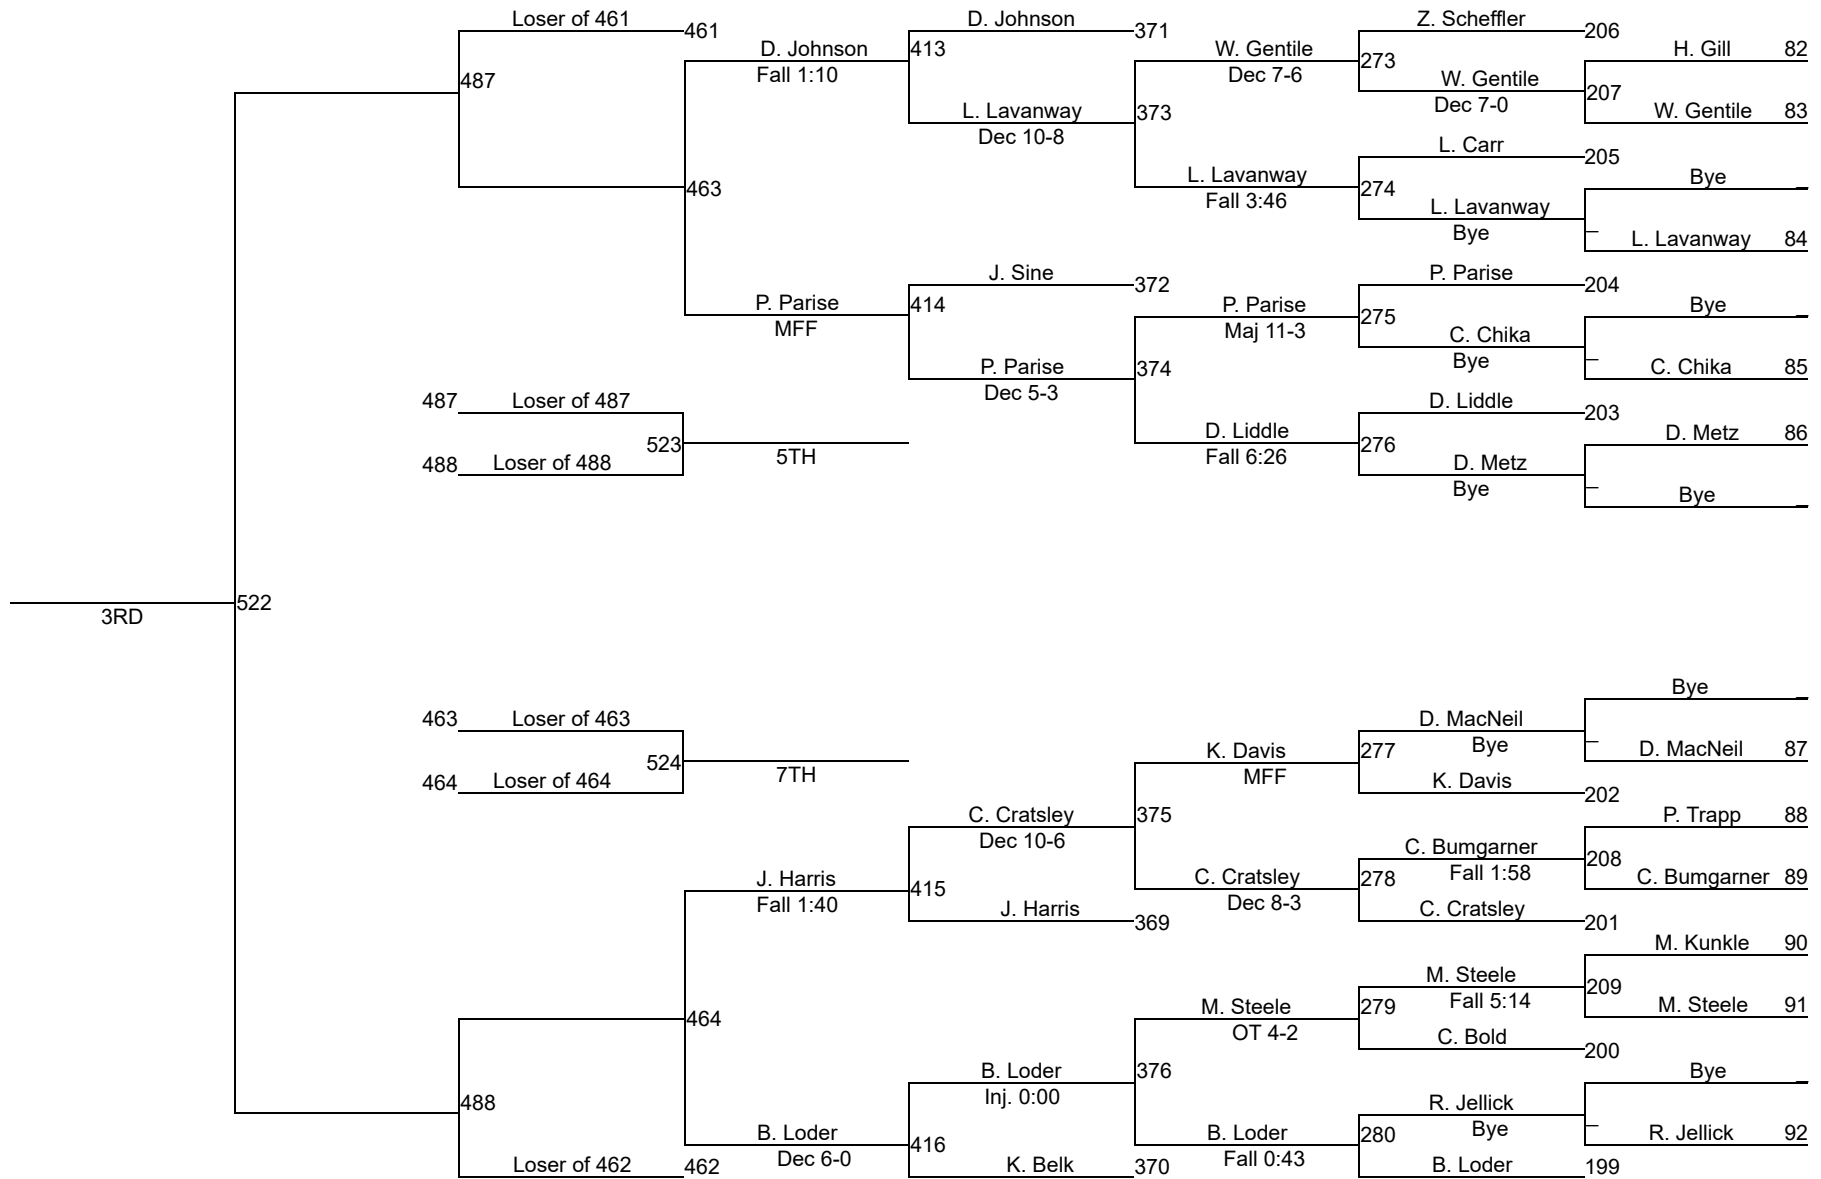 Loser of 461
461
D. Johnson
371
Z. Scheffler
206
D. Johnson
Fall 1:10
413
W. Gentile
Dec 7-6
273
H. Gill 82
487
W. Gentile
Dec 7-0
207
L. Lavanway
Dec 10-8
373
W. Gentile 83
L. Carr
205
463
L. Lavanway
Fall 3:46
274
Bye _
L. Lavanway
Bye
_
L. Lavanway 84
J. Sine
372
P. Parise
204
P. Parise
MFF
414
P. Parise
Maj 11-3
275
Bye _
C. Chika
Bye
_
P. Parise
Dec 5-3
374
C. Chika 85
487 Loser of 487
D. Liddle
203
523
5TH
D. Liddle
Fall 6:26
276
D. Metz 86
488 Loser of 488
D. Metz
Bye
_
Bye _
3RD
522
Bye _
463 Loser of 463
D. MacNeil
Bye
_
524
7TH
K. Davis
MFF
277
D. MacNeil 87
464 Loser of 464
K. Davis
202
C. Cratsley
Dec 10-6
375
P. Trapp 88
C. Bumgarner
Fall 1:58
208
J. Harris
Fall 1:40
415
C. Cratsley
Dec 8-3
278
C. Bumgarner 89
J. Harris
369
C. Cratsley
201
M. Kunkle 90
M. Steele
Fall 5:14
209
464
M. Steele
OT 4-2
279
M. Steele 91
C. Bold
200
488
B. Loder
Inj. 0:00
376
Bye _
R. Jellick
Bye
_
B. Loder
Dec 6-0
416
B. Loder
Fall 0:43
280
R. Jellick 92
Loser of 462
462
K. Belk
370
B. Loder
199